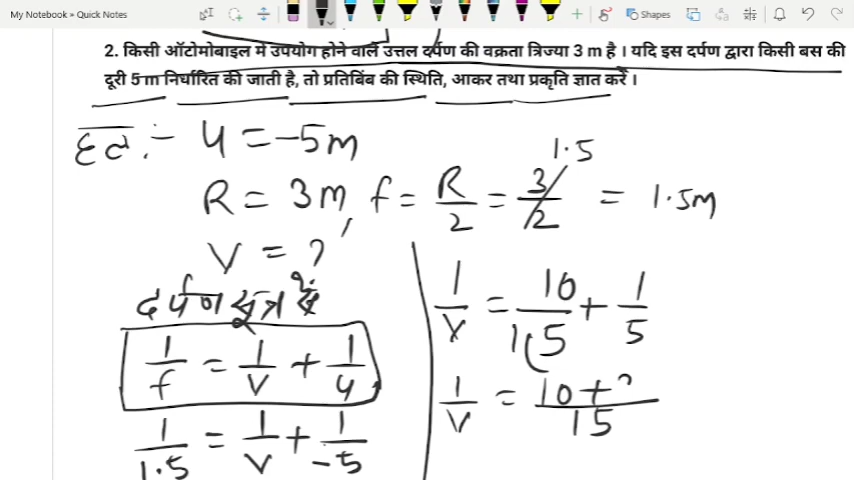 My Notebook » Quick Notes
Shapes
2. किसी ऑटोमोबाइल में उपयोग होने वाले उत्तल दर्पण की वक्रता त्रिज्या 3 m है । यदि इस दर्पण द्वारा किसी बस की
दूरी 5 m निर्धारित की जाती है, तो प्रतिबिंब की स्थिति, आकर तथा प्रकृति ज्ञात करें ।
हल :- u = -5m
R = 3m, f = R/2 = 3/2 = 1.5m
1.5
V = ?
दर्पण सूत्र से
1/f = 1/v + 1/u
1/1.5 = 1/v + 1/-5
1/v = 10/15 + 1/5
1/v = 10+?/15